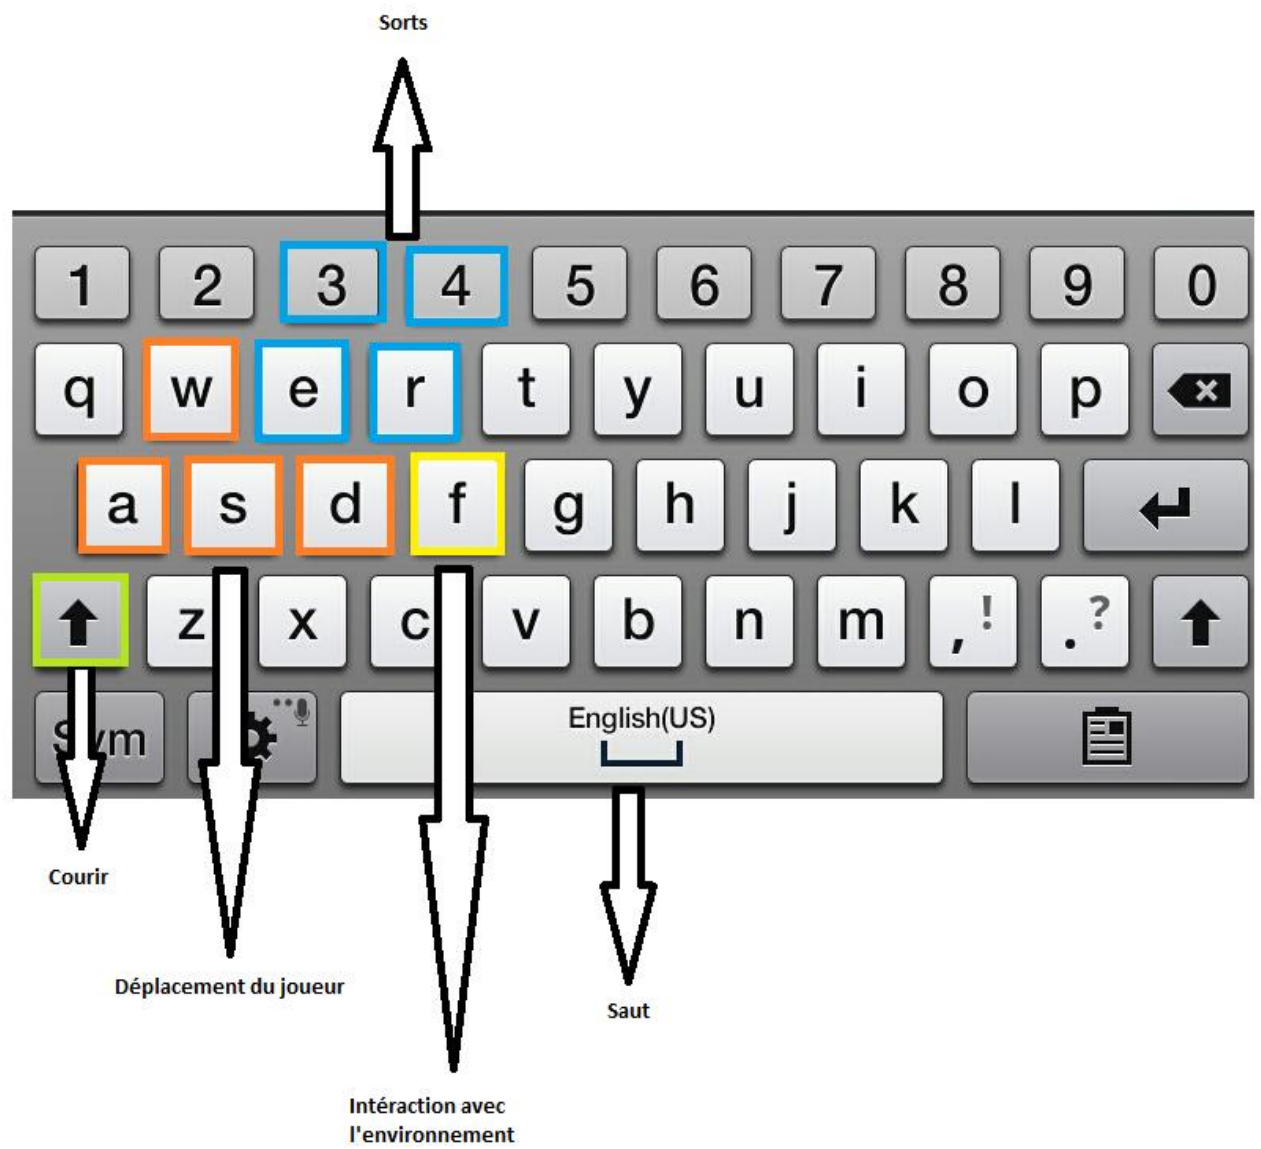 Sorts
1 2 3 4 5 6 7 8 9 0
q w e r t y u i o p
a s d f g h j k l
z x c v b n m , ! . ?
Sym English(US)
Courir
Déplacement du joueur
Saut
Intéraction avec
l'environnement